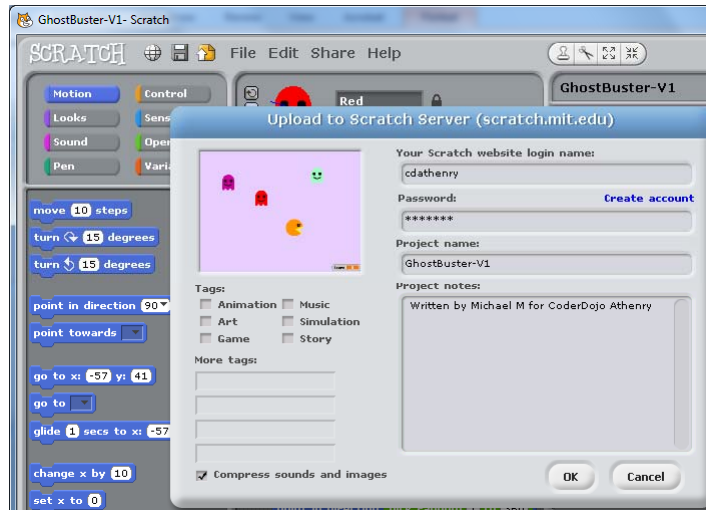 GhostBuster-V1- Scratch
SCRATCH File Edit Share Help
Motion Control
Looks
Sound
Pen
Red
GhostBuster-V1
Upload to Scratch Server (scratch.mit.edu)
Your Scratch website login name:
cdathenry
Password: Create account
*******
Project name:
GhostBuster-V1
Project notes:
Written by Michael M for CoderDojo Athenry
Tags:
Animation Music
Art Simulation
Game Story
More tags:
Compress sounds and images
OK Cancel
move 10 steps
turn 15 degrees
turn 15 degrees
point in direction 90
point towards
go to x: -57 y: 41
go to
glide 1 secs to x: -57
change x by 10
set x to 0